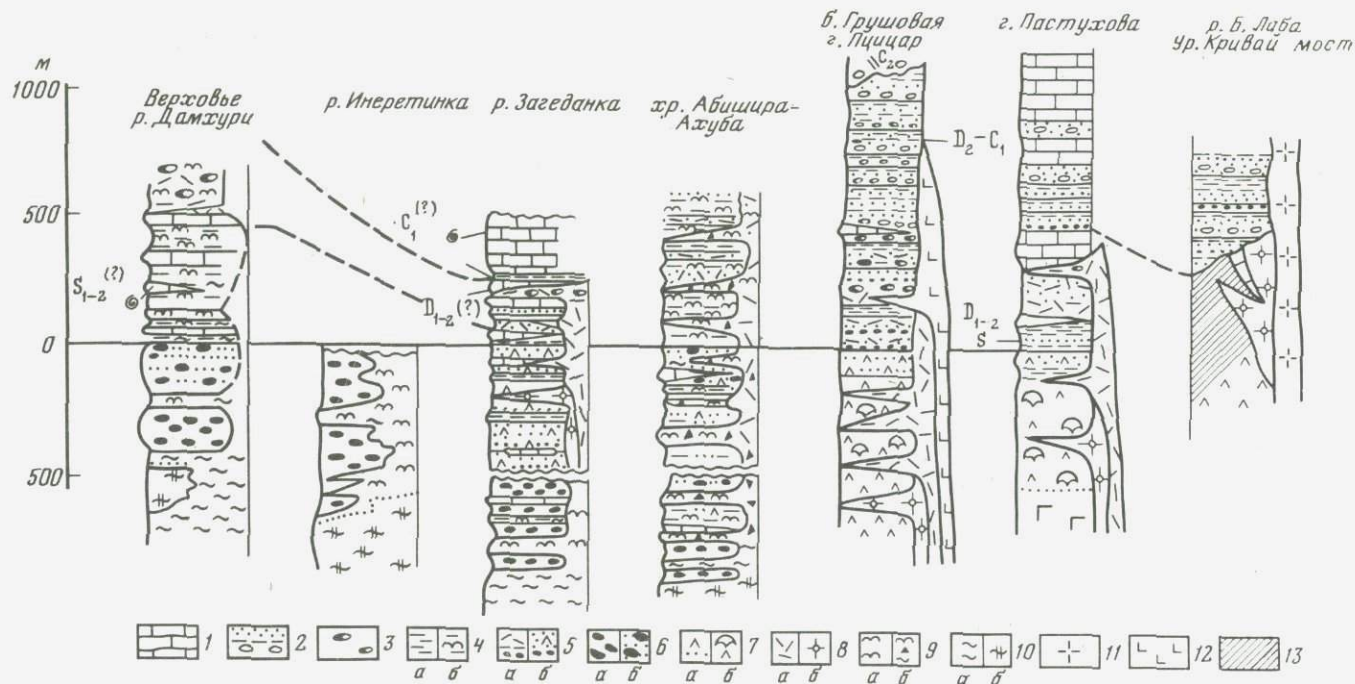 м
1000
500
0
500
Верховье
р. Дамхури
р. Инеретинка
р. Загеданка
хр. Абишира-
Ахуба
б. Грушовая
г. Пцицар
г. Пастухова
р. Б. Лаба
Ур. Кривай мост
S₁₋₂(?)
C₁(?)
D₁₋₂(?)
C₂
D₂-C₁
D₁₋₂
S
1 2 3 4 5 6 7 8 9 10 11 12 13
а б а б а б а б а б а б а б